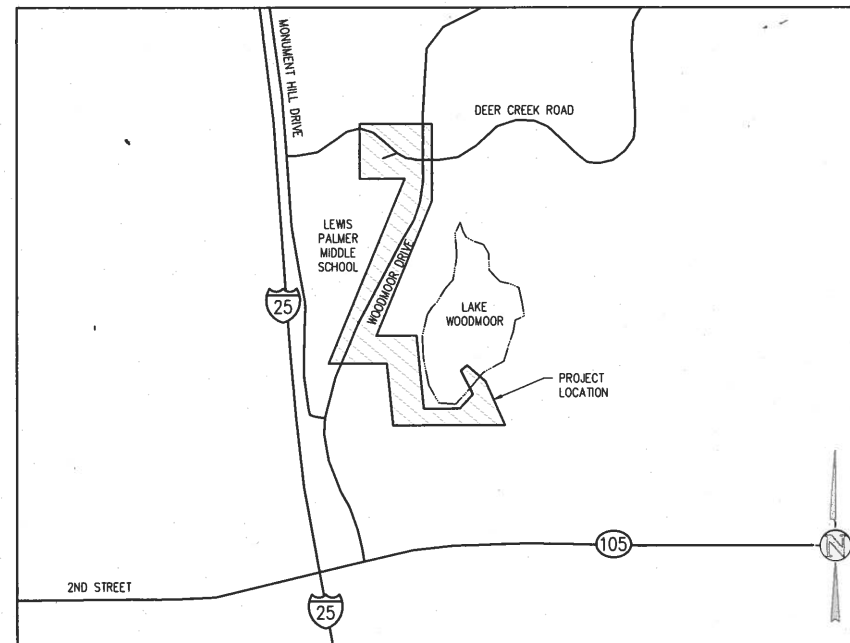 MONUMENT HILL DRIVE
DEER CREEK ROAD
LEWIS
PALMER
MIDDLE
SCHOOL
WOODMOOR DRIVE
LAKE
WOODMOOR
25
PROJECT
LOCATION
105
N
2ND STREET
25